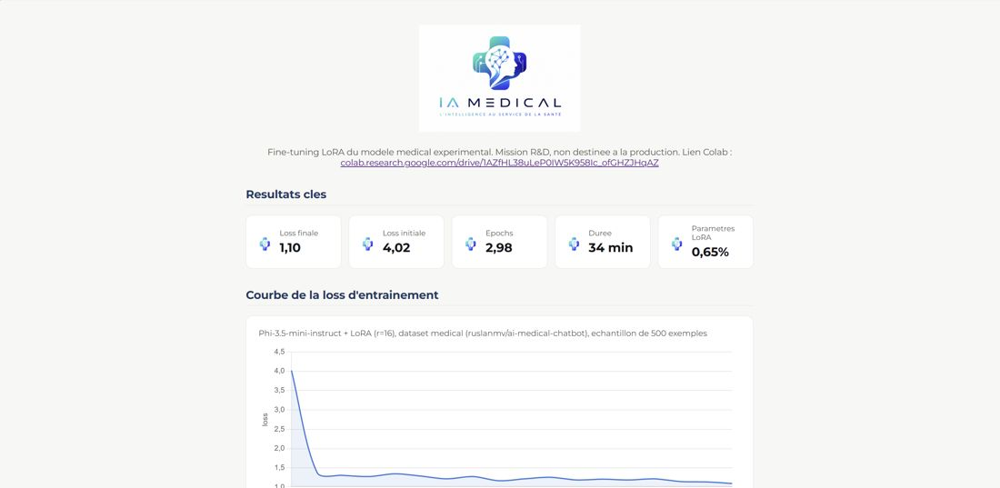 IA MEDICAL
L'INTELLIGENCE AU SERVICE DE LA SANTÉ
Fine-tuning LoRA du modele medical experimental. Mission R&D, non destinee a la production. Lien Colab :
colab.research.google.com/drive/1AZfHL38uLeP0IW5K958Ic_ofGHZJHqAZ
Resultats cles
Loss finale
1,10
Loss initiale
4,02
Epochs
2,98
Duree
34 min
Parametres
LoRA
0,65%
Courbe de la loss d'entrainement
Phi-3.5-mini-instruct + LoRA (r=16), dataset medical (ruslanmv/ai-medical-chatbot), echantillon de 500 exemples
4,5
4,0
3,5
3,0
loss
2,5
2,0
1,5
1,0